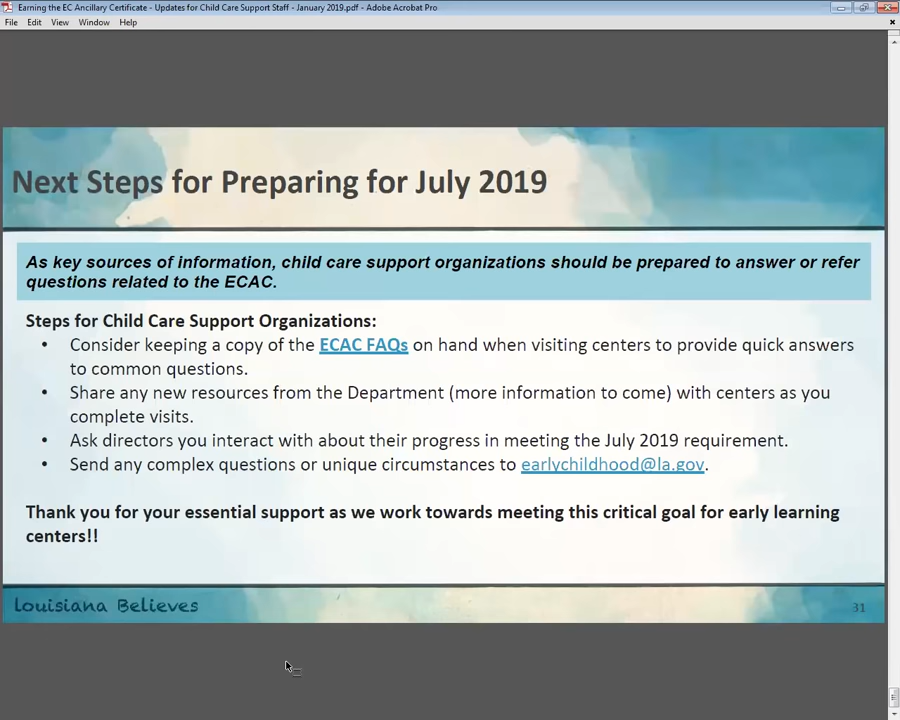 Earning the EC Ancillary Certificate - Updates for Child Care Support Staff - January 2019.pdf - Adobe Acrobat Pro
File Edit View Window Help
Next Steps for Preparing for July 2019
As key sources of information, child care support organizations should be prepared to answer or refer
questions related to the ECAC.
Steps for Child Care Support Organizations:
• Consider keeping a copy of the ECAC FAQs on hand when visiting centers to provide quick answers
to common questions.
• Share any new resources from the Department (more information to come) with centers as you
complete visits.
• Ask directors you interact with about their progress in meeting the July 2019 requirement.
• Send any complex questions or unique circumstances to earlychildhood@la.gov.
Thank you for your essential support as we work towards meeting this critical goal for early learning
centers!!
Louisiana Believes
31